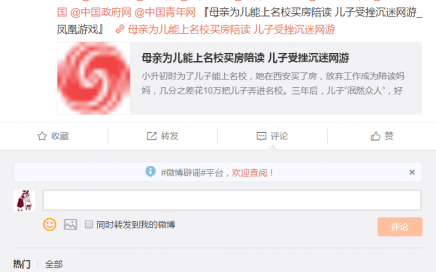 国 @中国政府网 @中国青年网 『母亲为儿能上名校买房陪读 儿子受挫沉迷网游_
凤凰游戏』 母亲为儿能上名校买房陪读 儿子受挫沉迷网游
母亲为儿能上名校买房陪读 儿子受挫沉迷网游
小升初时为了儿子能上名校，她在西安买了房，放弃工作成为陪读妈
妈，几分之差花10万把儿子弄进名校。三年后，儿子“泯然众人”，好
收藏 转发 评论 赞
#微博辟谣#平台，欢迎查阅！ ×
同时转发到我的微博 评论
热门 全部